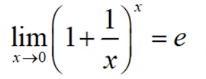 lim x→0 (1 + 1/x)^x = e